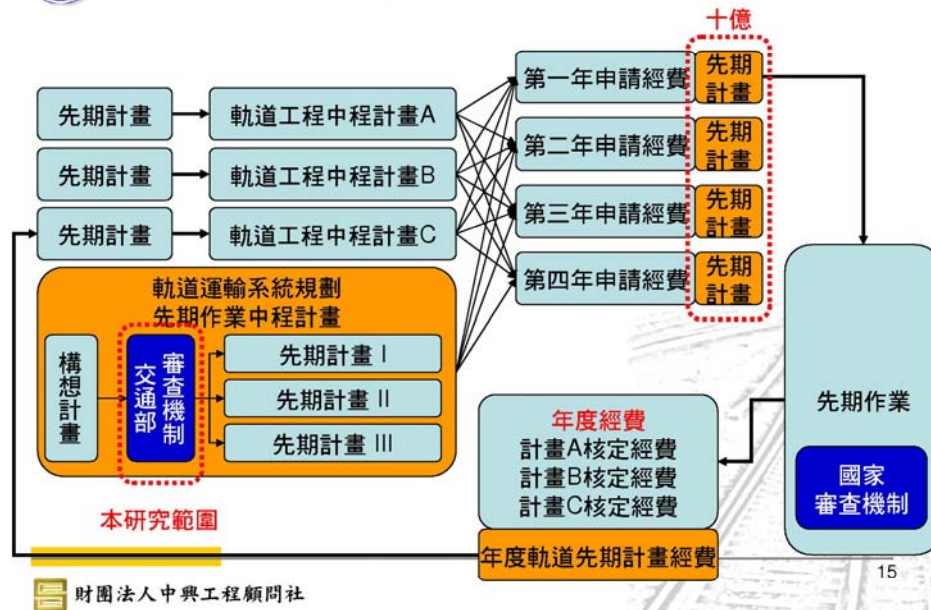 十億
先期計畫
軌道工程中程計畫A
第一年申請經費
先期
計畫
先期計畫
軌道工程中程計畫B
第二年申請經費
先期
計畫
先期計畫
軌道工程中程計畫C
第三年申請經費
先期
計畫
第四年申請經費
先期
計畫
軌道運輸系統規劃
先期作業中程計畫
構想計畫
交通部
審查機制
先期計畫 I
先期計畫 II
先期計畫 III
本研究範圍
年度經費
計畫A核定經費
計畫B核定經費
計畫C核定經費
年度軌道先期計畫經費
先期作業
國家
審查機制
15
財團法人中興工程顧問社